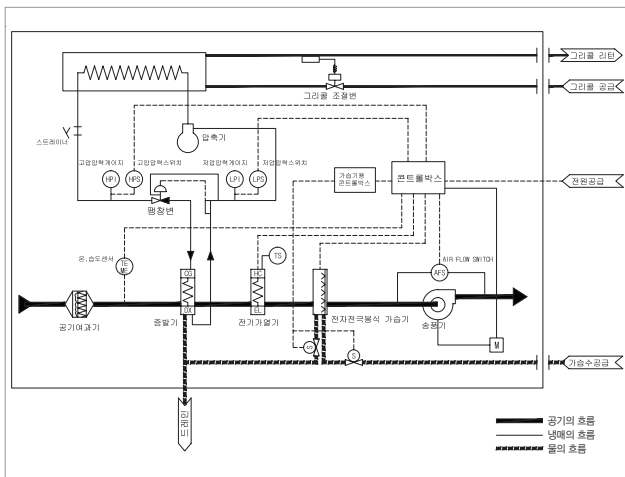 그리콜 리턴
그리콜 공급
그리콜 조절변
압축기
스트레이너
고압압력게이지
고압압력스위치
저압압력게이지
저압압력스위치
HPI
HPS
LPI
LPS
가습기용
콘트롤박스
콘트롤박스
전원공급
팽창변
온,습도센서
TE
ME
TS
AIR FLOW SWITCH
AFS
CG
DX
HC
EL
공기여과기
증발기
전기가열기
전자전극봉식 가습기
송풍기
S
S
M
가습수공급
드레인
공기의 흐름
냉매의 흐름
물의 흐름